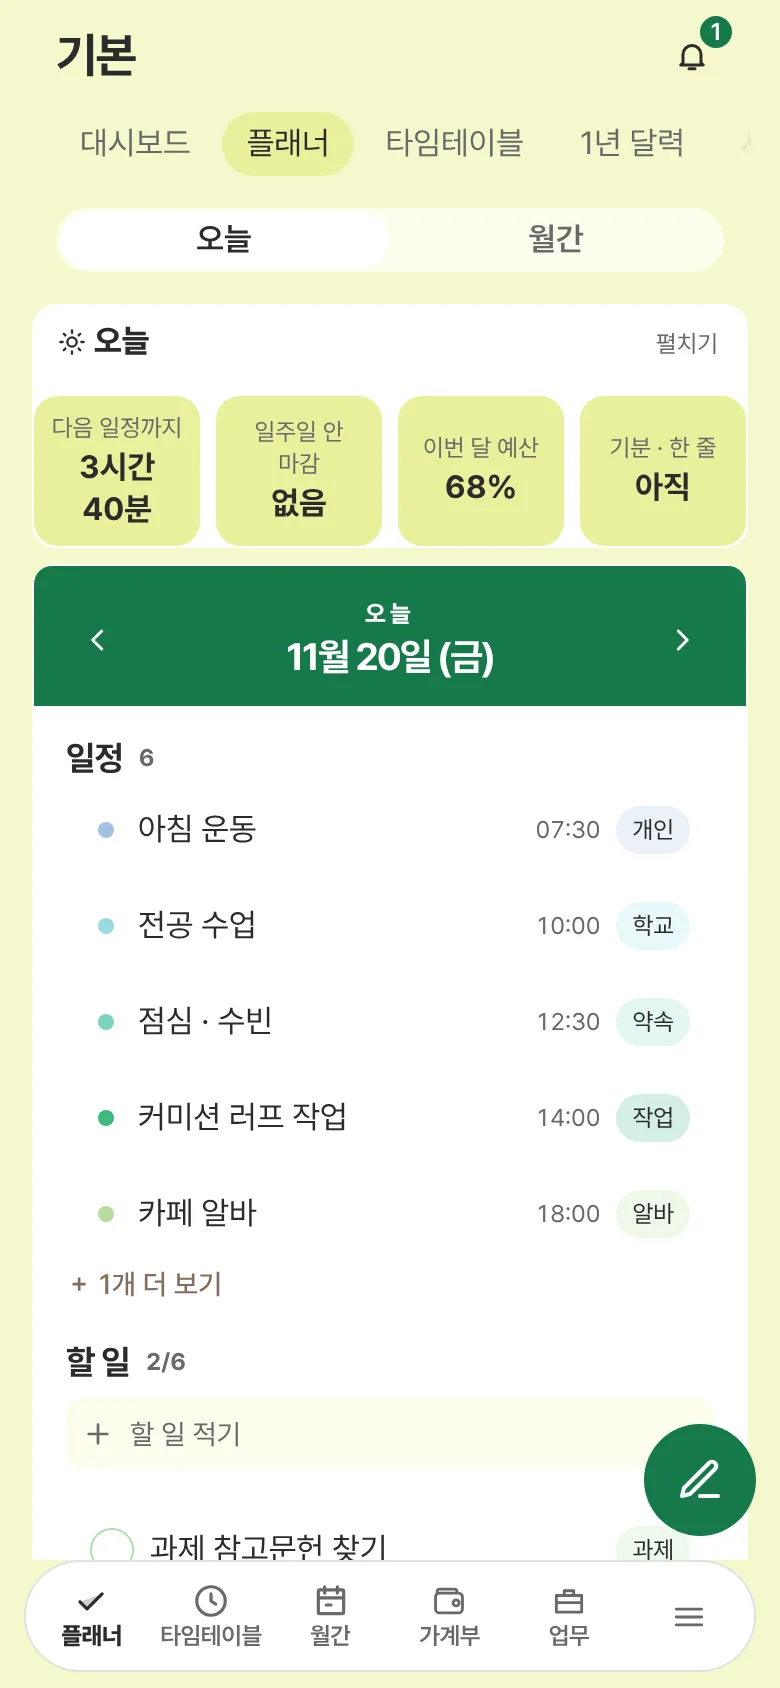 기본
1
대시보드 플래너 타임테이블 1년 달력
오늘 월간
오늘 펼치기
다음 일정까지
3시간
40분
일주일 안
마감
없음
이번 달 예산
68%
기분 · 한 줄
아직
오늘
11월 20일 (금)
일정 6
아침 운동 07:30 개인
전공 수업 10:00 학교
점심 · 수빈 12:30 약속
커미션 러프 작업 14:00 작업
카페 알바 18:00 알바
+ 1개 더 보기
할 일 2/6
+ 할 일 적기
과제 참고문헌 찾기 과제
플래너 타임테이블 월간 가계부 업무